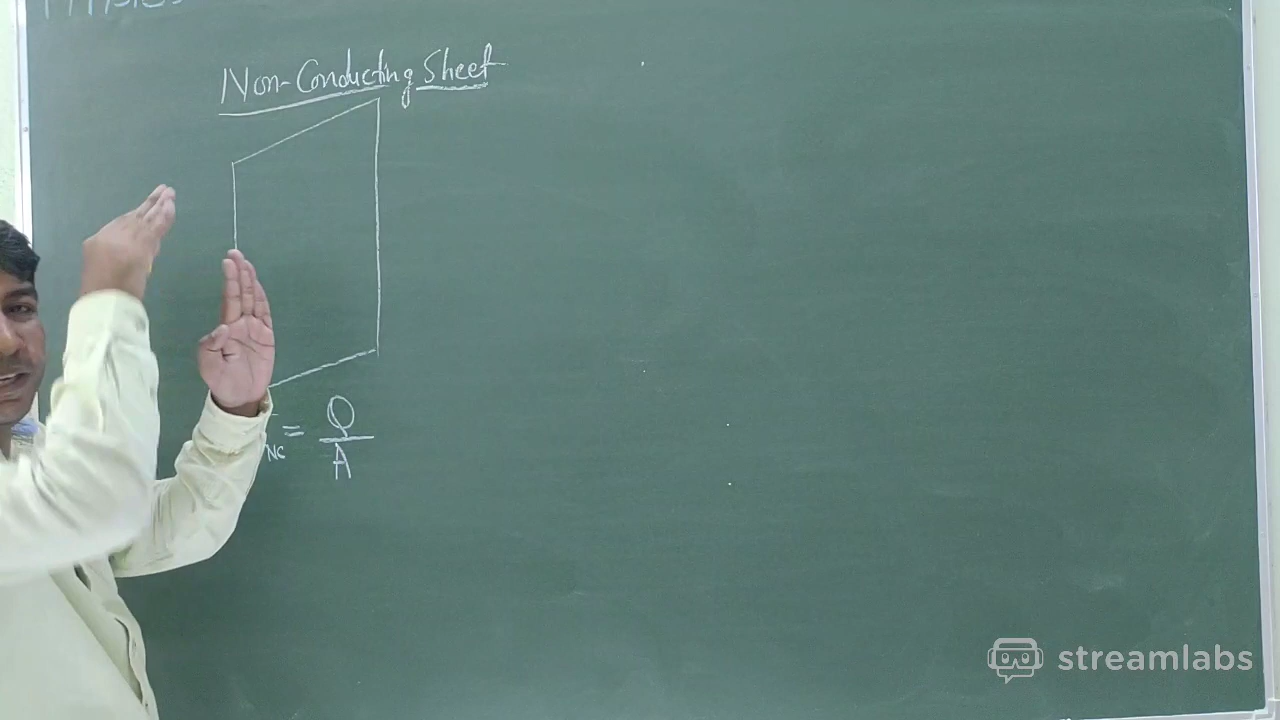 Non-Conducting Sheet
NC = Q
A
streamlabs